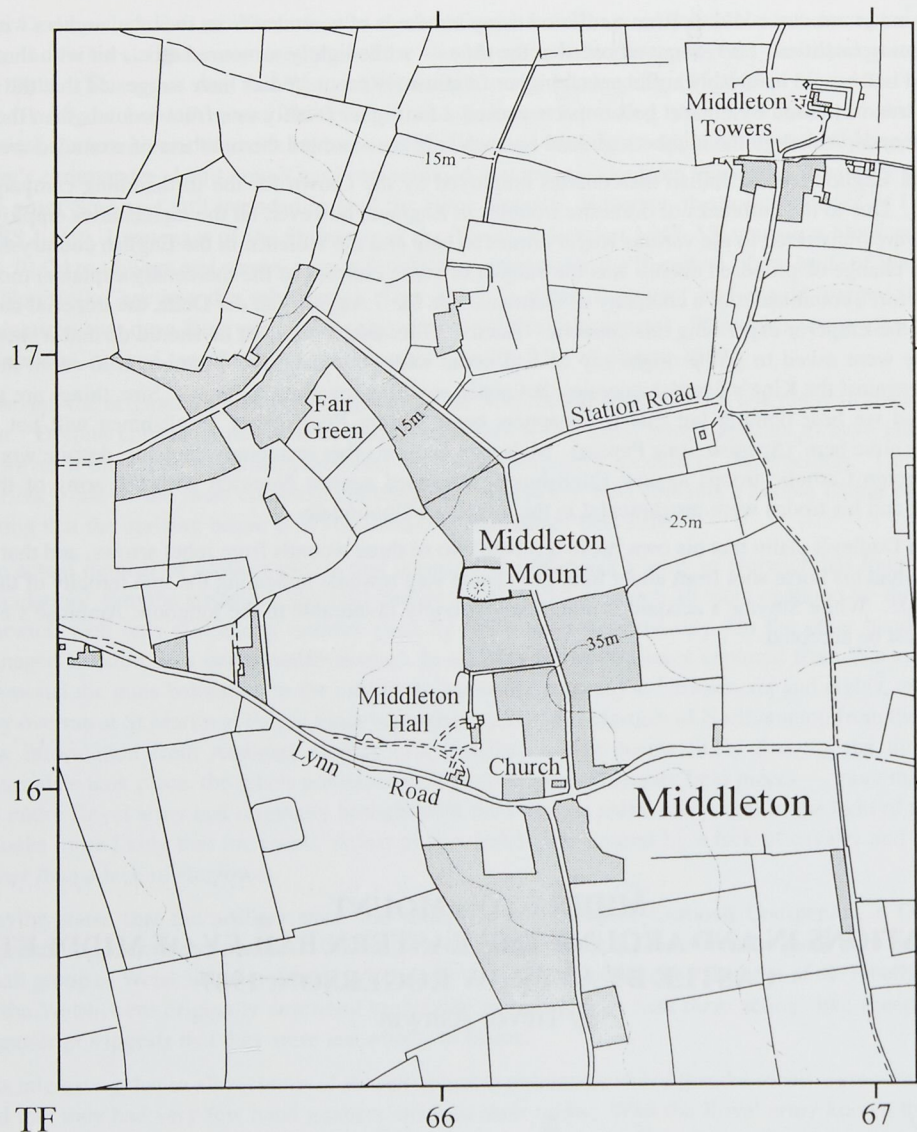 Middleton
Towers
15m
17
Fair
Green
15m
Station Road
25m
Middleton
Mount
35m
Middleton
Hall
Lynn
Road
Church
16
Middleton
TF
66
67